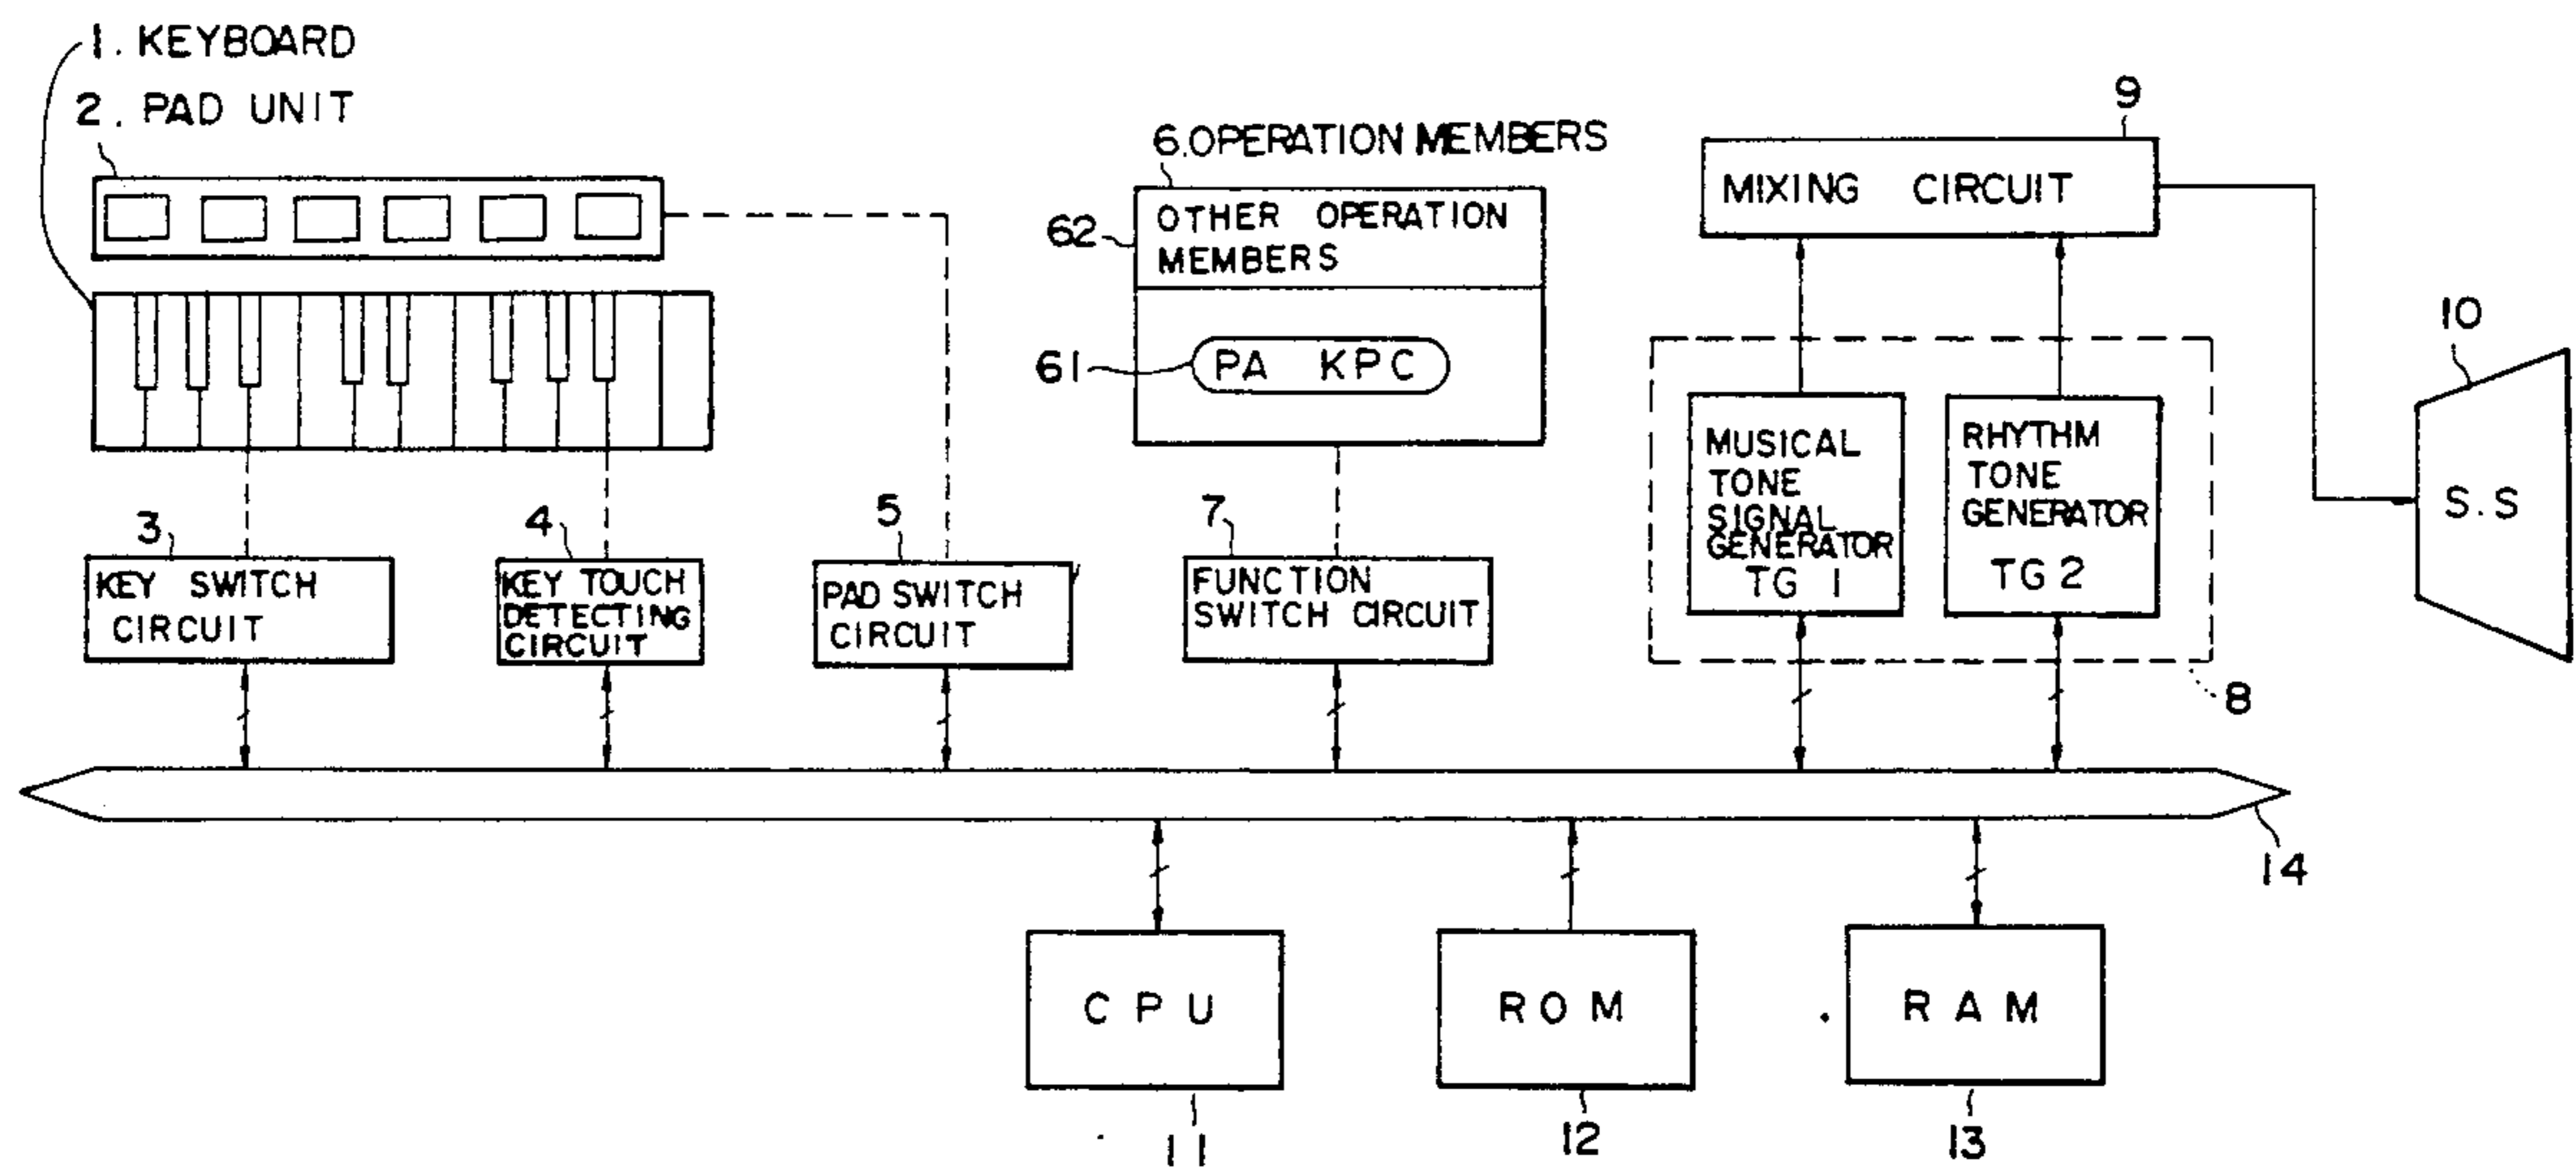 1. KEYBOARD
2. PAD UNIT
6. OPERATION MEMBERS
62
OTHER OPERATION
MEMBERS
61
PA KPC
9
MIXING CIRCUIT
10
S.S
8
MUSICAL
TONE
SIGNAL
GENERATOR
TG 1
RHYTHM
TONE
GENERATOR
TG 2
3
KEY SWITCH
CIRCUIT
4
KEY TOUCH
DETECTING
CIRCUIT
5
PAD SWITCH
CIRCUIT
7
FUNCTION
SWITCH CIRCUIT
14
CPU
11
ROM
12
RAM
13